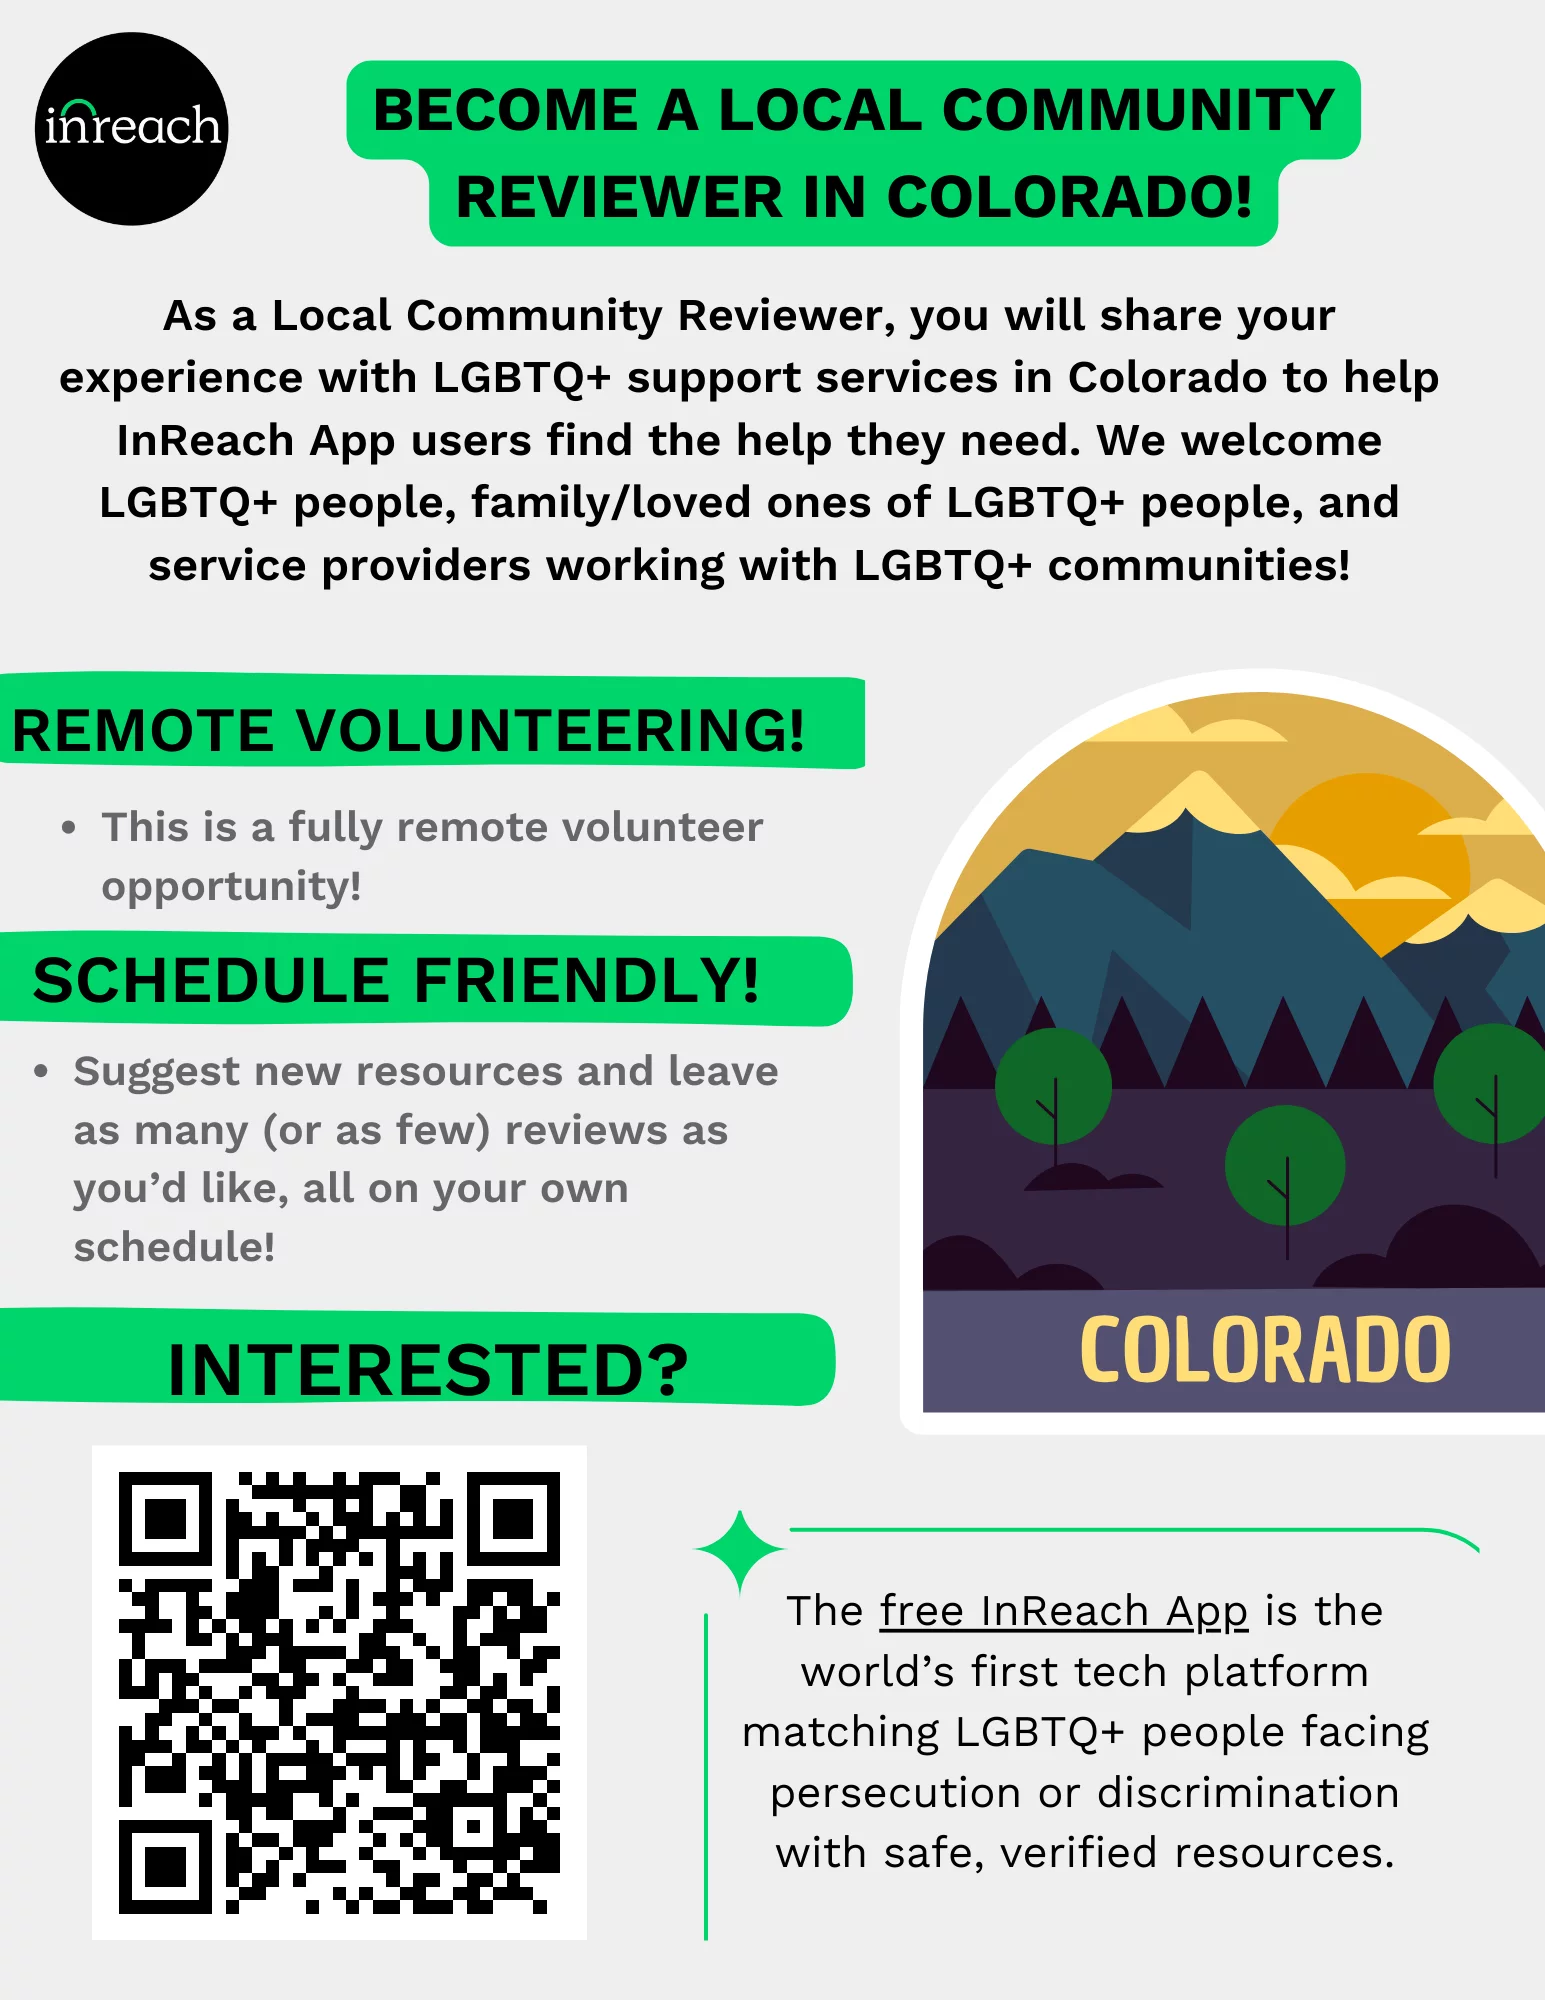 inreach
BECOME A LOCAL COMMUNITY
REVIEWER IN COLORADO!
As a Local Community Reviewer, you will share your
experience with LGBTQ+ support services in Colorado to help
InReach App users find the help they need. We welcome
LGBTQ+ people, family/loved ones of LGBTQ+ people, and
service providers working with LGBTQ+ communities!
REMOTE VOLUNTEERING!
• This is a fully remote volunteer
opportunity!
SCHEDULE FRIENDLY!
• Suggest new resources and leave
as many (or as few) reviews as
you’d like, all on your own
schedule!
INTERESTED?
COLORADO
The free InReach App is the
world’s first tech platform
matching LGBTQ+ people facing
persecution or discrimination
with safe, verified resources.